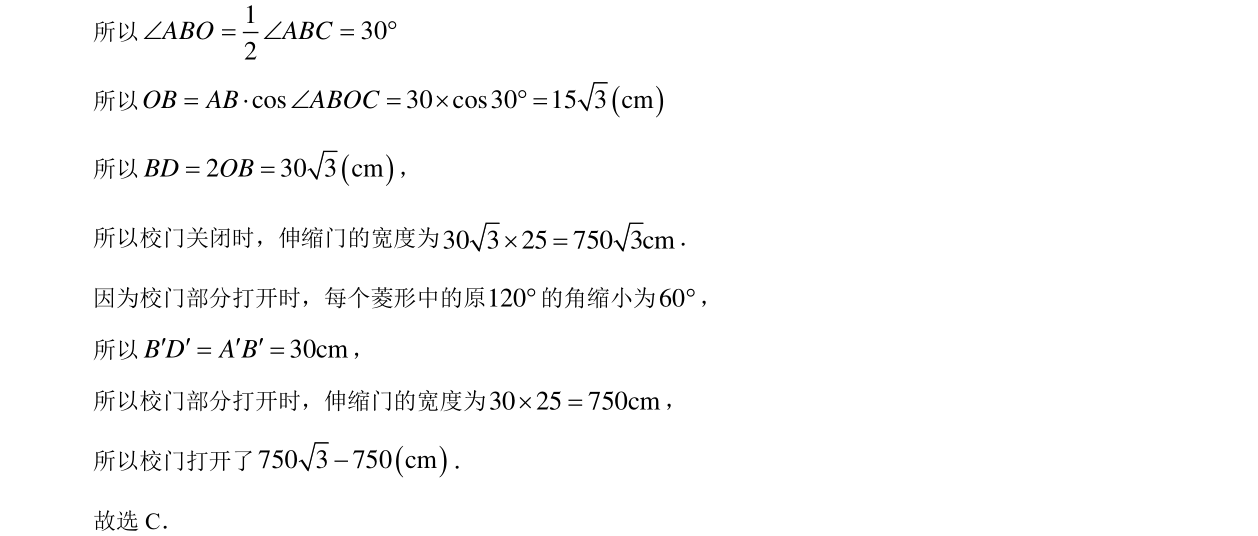 所以∠ABO = 1/2 ∠ABC = 30°
所以OB = AB·cos∠ABOC = 30×cos30° = 15√3(cm)
所以BD = 2OB = 30√3(cm)，
所以校门关闭时，伸缩门的宽度为30√3×25 = 750√3cm．
因为校门部分打开时，每个菱形中的原120°的角缩小为60°，
所以B′D′ = A′B′ = 30cm，
所以校门部分打开时，伸缩门的宽度为30×25 = 750cm，
所以校门打开了750√3−750(cm)．
故选 C．